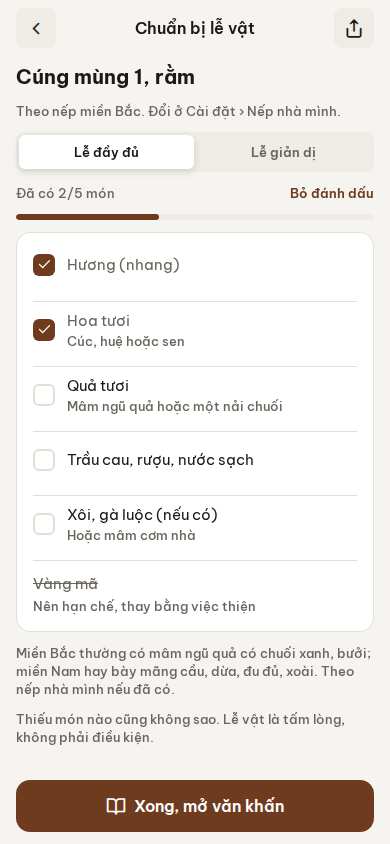 Chuẩn bị lễ vật
Cúng mùng 1, rằm
Theo nếp miền Bắc. Đổi ở Cài đặt › Nếp nhà mình.
Lễ đầy đủ
Lễ giản dị
Đã có 2/5 món
Bỏ đánh dấu
Hương (nhang)
Hoa tươi
Cúc, huệ hoặc sen
Quả tươi
Mâm ngũ quả hoặc một nải chuối
Trầu cau, rượu, nước sạch
Xôi, gà luộc (nếu có)
Hoặc mâm cơm nhà
Vàng mã
Nên hạn chế, thay bằng việc thiện
Miền Bắc thường có mâm ngũ quả có chuối xanh, bưởi;
miền Nam hay bày mãng cầu, dừa, đu đủ, xoài. Theo
nếp nhà mình nếu đã có.
Thiếu món nào cũng không sao. Lễ vật là tấm lòng,
không phải điều kiện.
Xong, mở văn khấn